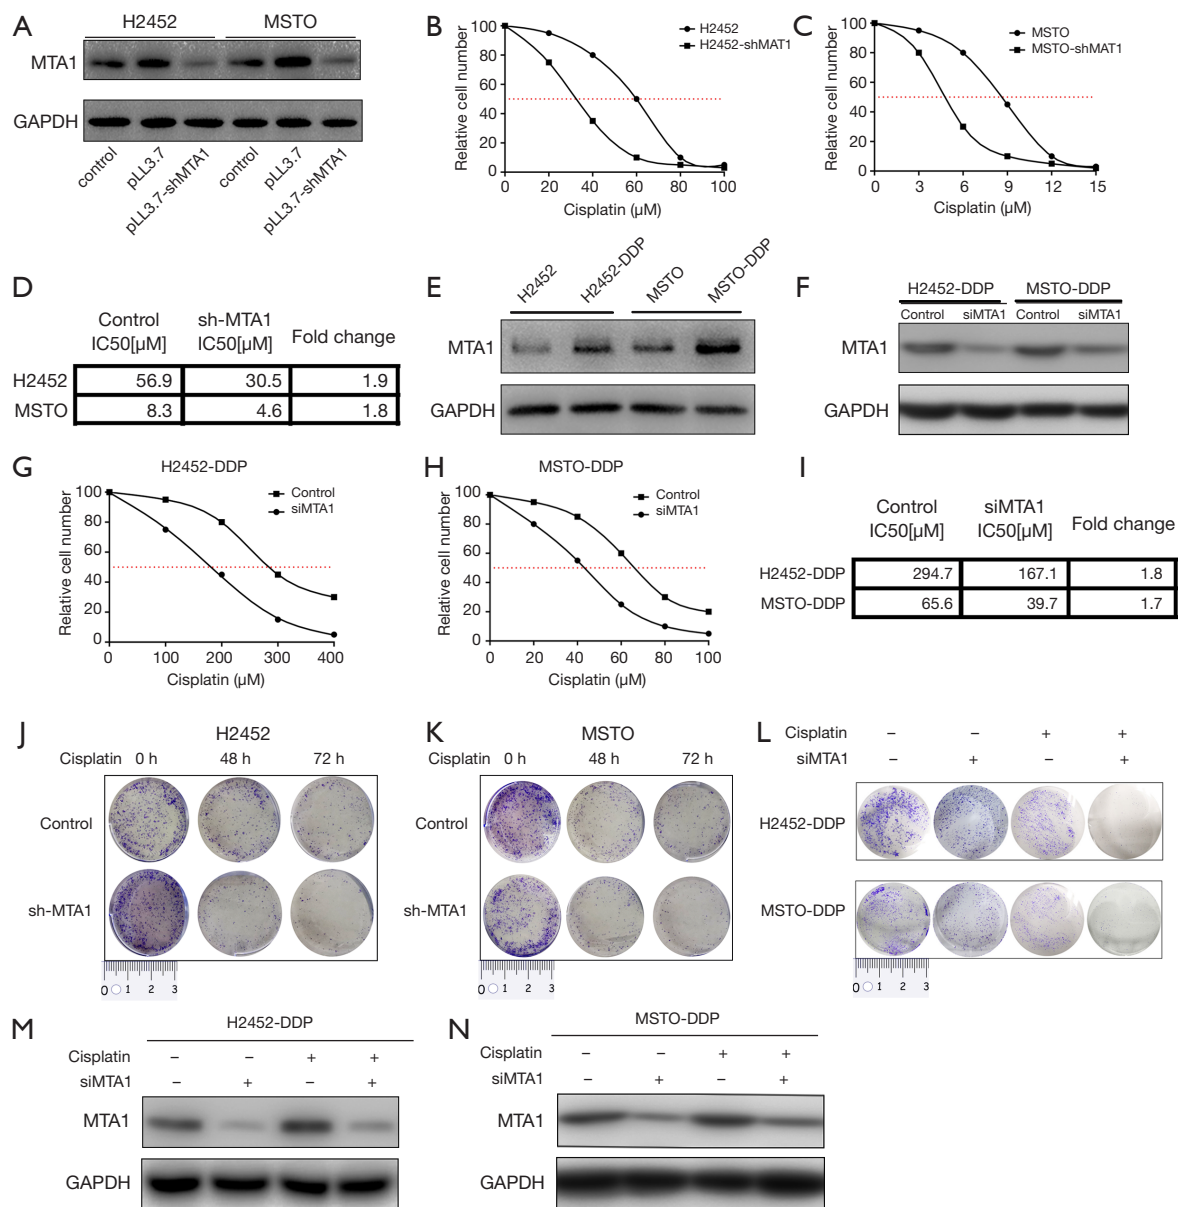 A
H2452 MSTO
MTA1
GAPDH
control pLL3.7 pLL3.7-shMTA1 control pLL3.7 pLL3.7-shMTA1
B
Relative cell number
100
80
60
40
20
0
0 20 40 60 80 100
Cisplatin (µM)
H2452
H2452-shMAT1
C
Relative cell number
100
80
60
40
20
0
0 3 6 9 12 15
Cisplatin (µM)
MSTO
MSTO-shMAT1
D
Control IC50[µM] sh-MTA1 IC50[µM] Fold change
H2452 56.9 30.5 1.9
MSTO 8.3 4.6 1.8
E
H2452 H2452-DDP MSTO MSTO-DDP
MTA1
GAPDH
F
H2452-DDP MSTO-DDP
Control siMTA1 Control siMTA1
MTA1
GAPDH
G
H2452-DDP
Relative cell number
100
80
60
40
20
0
0 100 200 300 400
Cisplatin (µM)
Control
siMTA1
H
MSTO-DDP
Relative cell number
100
80
60
40
20
0
0 20 40 60 80 100
Cisplatin (µM)
Control
siMTA1
I
Control IC50[µM] siMTA1 IC50[µM] Fold change
H2452-DDP 294.7 167.1 1.8
MSTO-DDP 65.6 39.7 1.7
J
H2452
Cisplatin 0 h 48 h 72 h
Control
sh-MTA1
0 1 2 3
K
MSTO
Cisplatin 0 h 48 h 72 h
Control
sh-MTA1
0 1 2 3
L
Cisplatin – – + +
siMTA1 – + – +
H2452-DDP
MSTO-DDP
0 1 2 3
M
H2452-DDP
Cisplatin – – + +
siMTA1 – + – +
MTA1
GAPDH
N
MSTO-DDP
Cisplatin – – + +
siMTA1 – + – +
MTA1
GAPDH